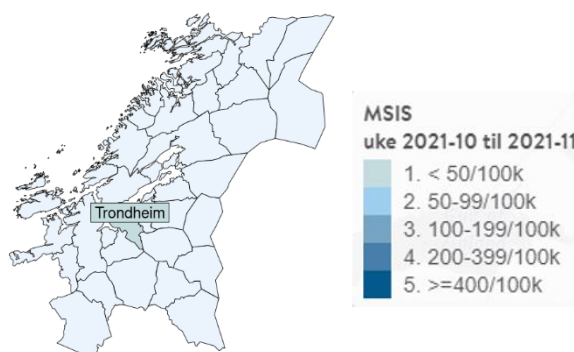 Trondheim
MSIS
uke 2021-10 til 2021-11
1. < 50/100k
2. 50-99/100k
3. 100-199/100k
4. 200-399/100k
5. >=400/100k